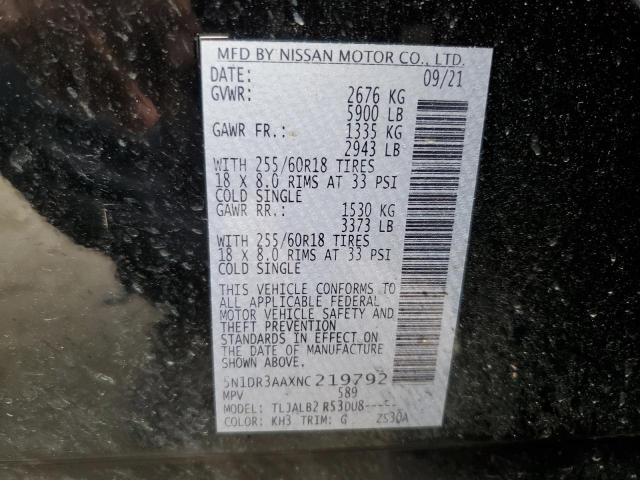 MFD BY NISSAN MOTOR CO., LTD.
DATE: 09/21
GVWR: 2676 KG
5900 LB
GAWR FR.: 1335 KG
2943 LB
WITH 255/60R18 TIRES
18 X 8.0 RIMS AT 33 PSI
COLD SINGLE
GAWR RR.: 1530 KG
3373 LB
WITH 255/60R18 TIRES
18 X 8.0 RIMS AT 33 PSI
COLD SINGLE
THIS VEHICLE CONFORMS TO
ALL APPLICABLE FEDERAL
MOTOR VEHICLE SAFETY AND
THEFT PREVENTION
STANDARDS IN EFFECT ON
THE DATE OF MANUFACTURE
SHOWN ABOVE.
5N1DR3AAXNC219792
MPV 589
MODEL: TLJALB2 R53DU8----
COLOR: KH3 TRIM: G ZS30A